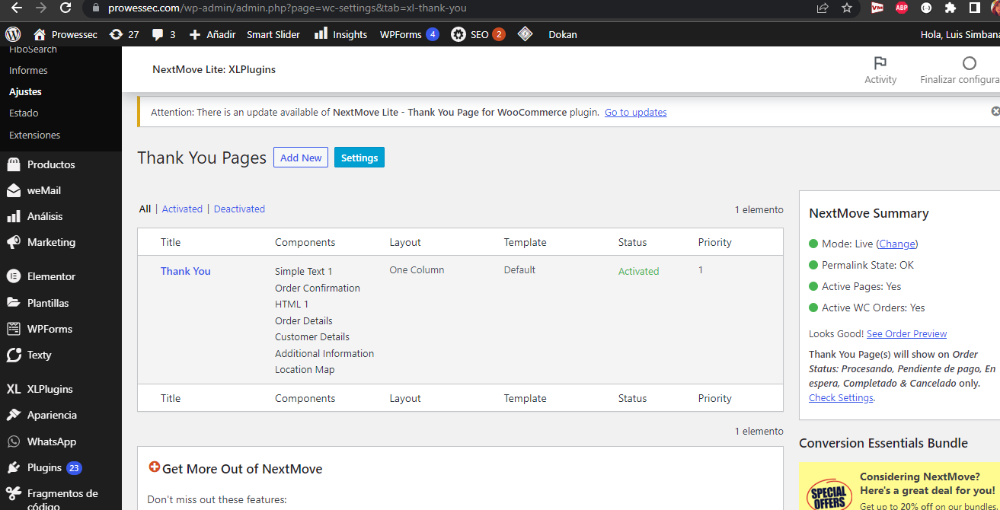 prowessec.com/wp-admin/admin.php?page=wc-settings&tab=xl-thank-you
VM ABP
Prowessec 27 3 Añadir Smart Slider Insights WPForms 4 SEO 2 Dokan Hola, Luis Simbana
FiboSearch
Informes
Ajustes
Estado
Extensiones
Productos
weMail
Análisis
Marketing
Elementor
Plantillas
WPForms
Texty
XL XLPlugins
Apariencia
WhatsApp
Plugins 23
Fragmentos de
código
NextMove Lite: XLPlugins
Activity
Finalizar configura
Attention: There is an update available of NextMove Lite - Thank You Page for WooCommerce plugin. Go to updates
Thank You Pages Add New Settings
All | Activated | Deactivated
1 elemento
Title Components Layout Template Status Priority
Thank You Simple Text 1 One Column Default Activated 1
Order Confirmation
HTML 1
Order Details
Customer Details
Additional Information
Location Map
Title Components Layout Template Status Priority
1 elemento
Get More Out of NextMove
Don't miss out these features:
NextMove Summary
Mode: Live (Change)
Permalink State: OK
Active Pages: Yes
Active WC Orders: Yes
Looks Good! See Order Preview
Thank You Page(s) will show on Order
Status: Procesando, Pendiente de pago, En
espera, Completado & Cancelado only.
Check Settings.
Conversion Essentials Bundle
SPECIAL
OFFERS
Considering NextMove?
Here's a great deal for you!
Get up to 20% off on our bundles.